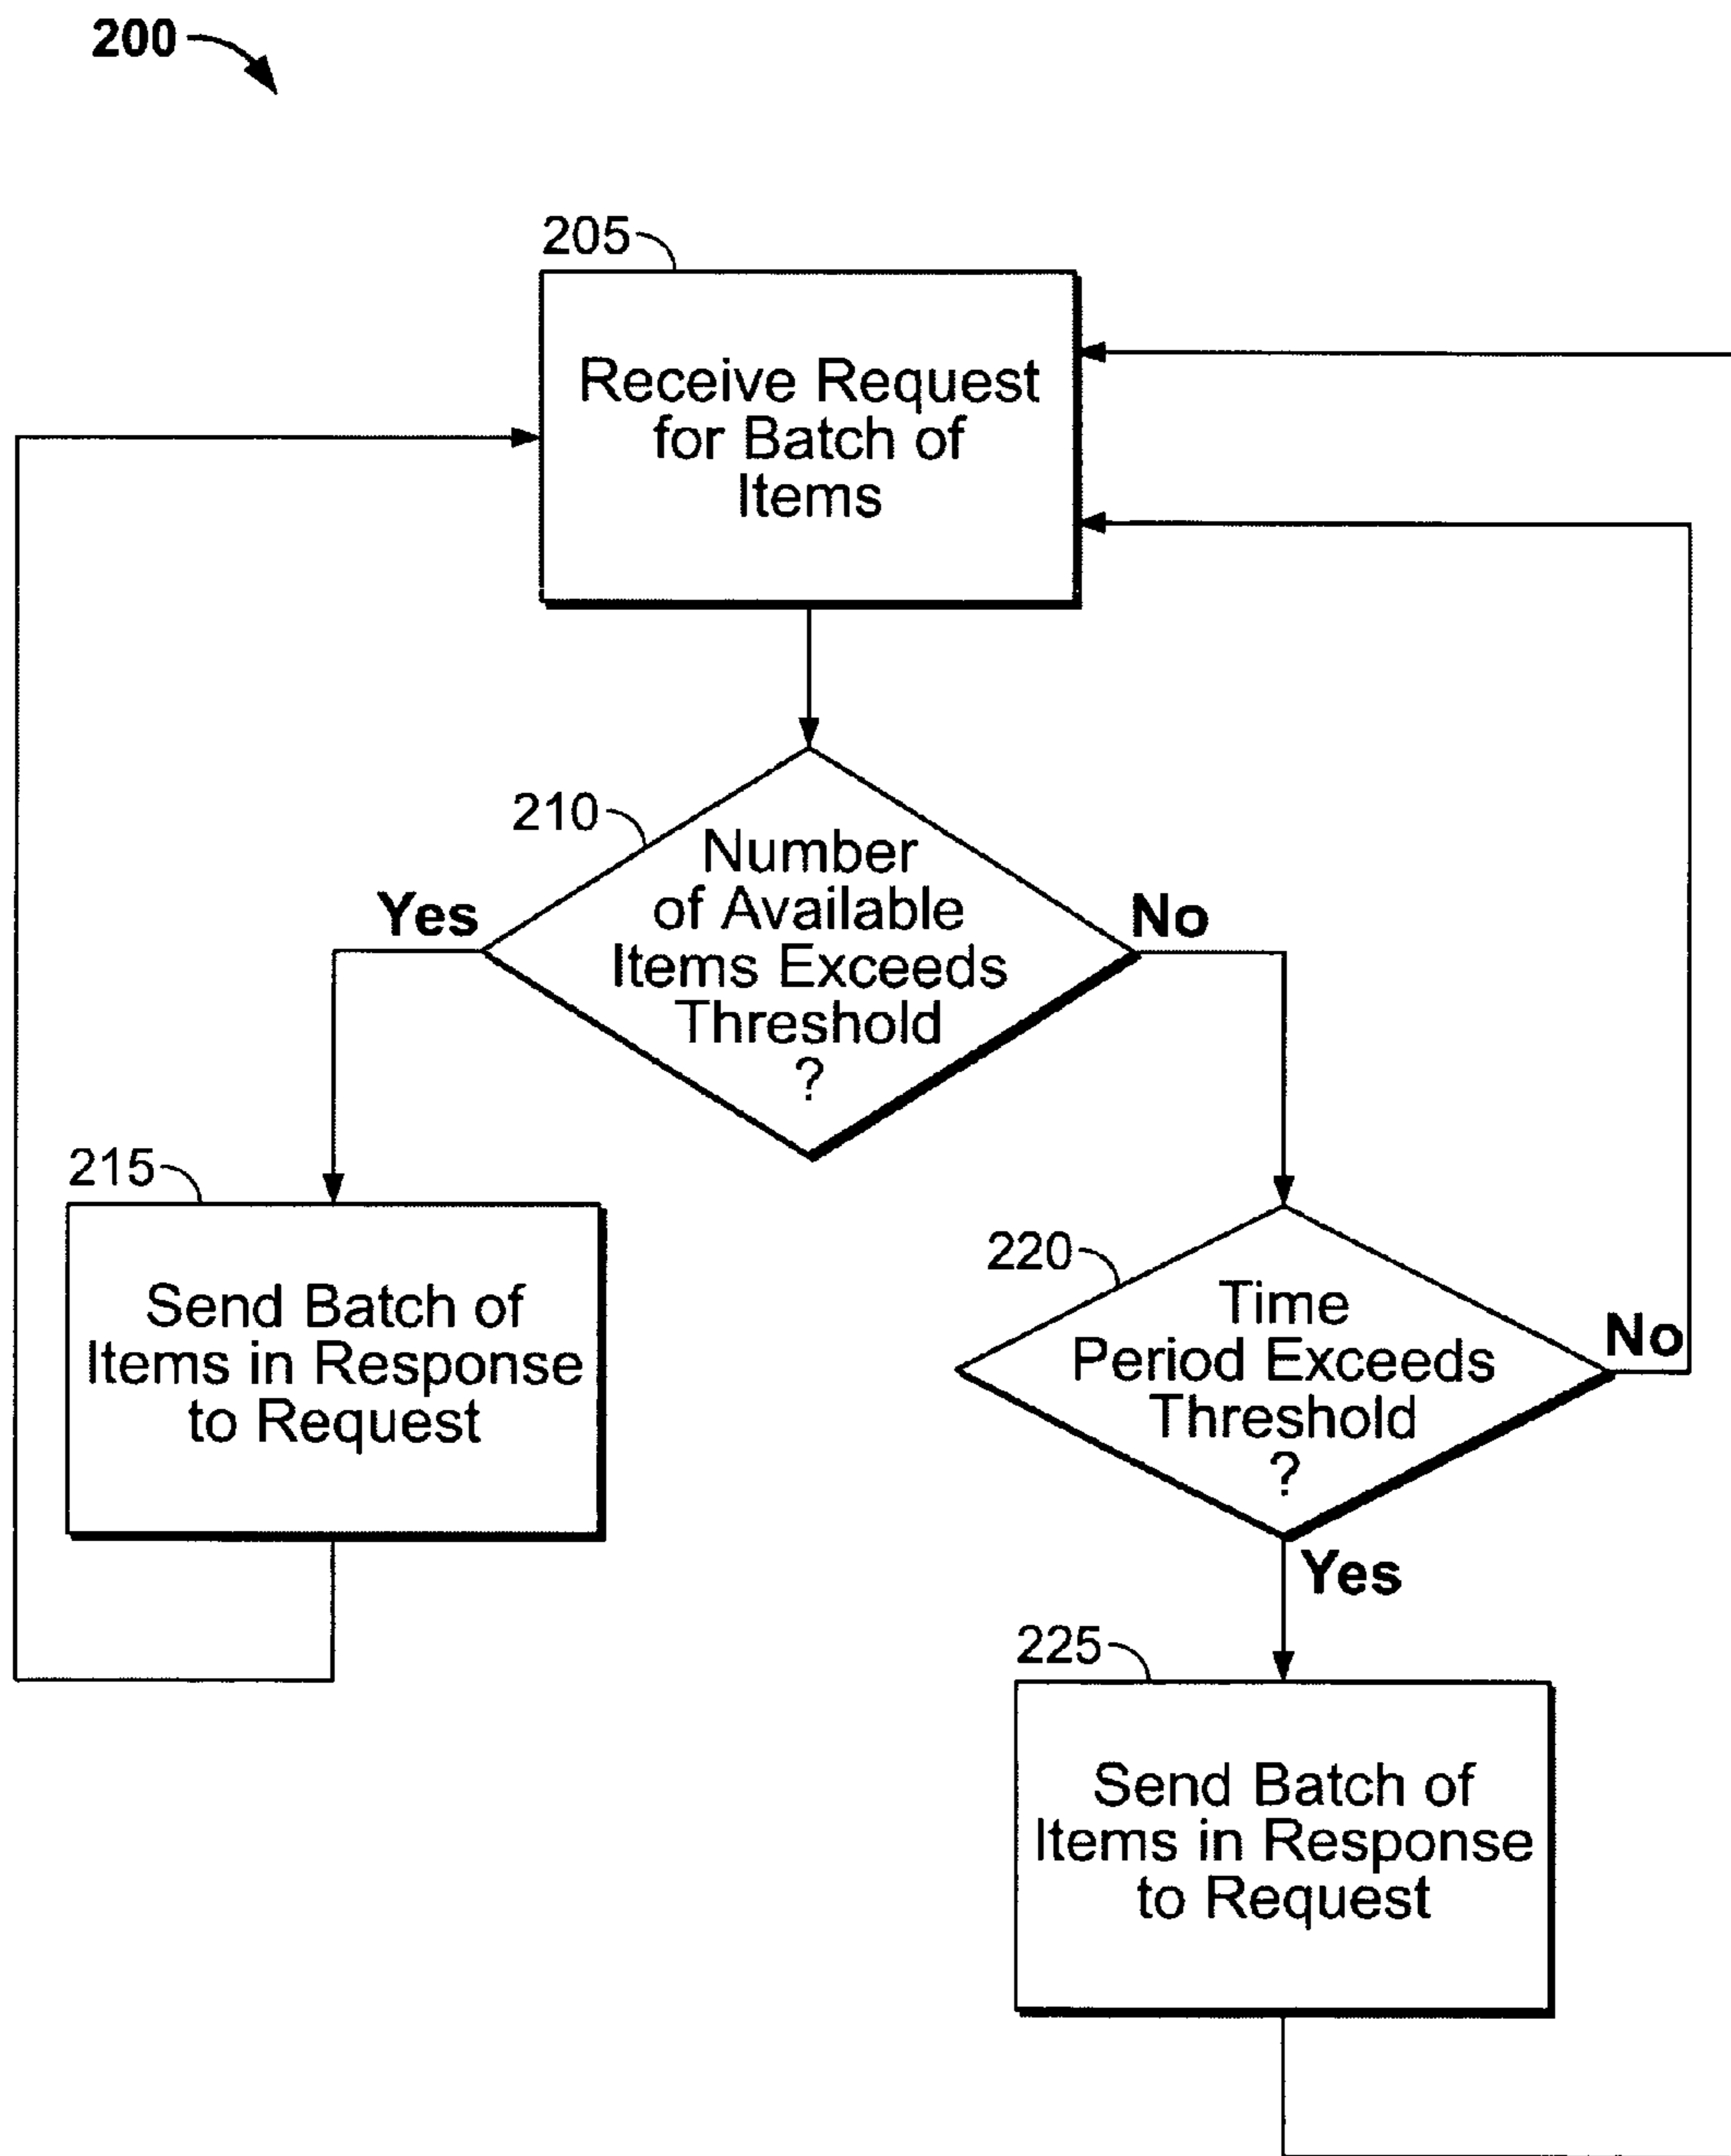 200
205
Receive Request
for Batch of
Items
210
Number
of Available
Items Exceeds
Threshold
?
Yes
No
215
Send Batch of
Items in Response
to Request
220
Time
Period Exceeds
Threshold
?
No
Yes
225
Send Batch of
Items in Response
to Request